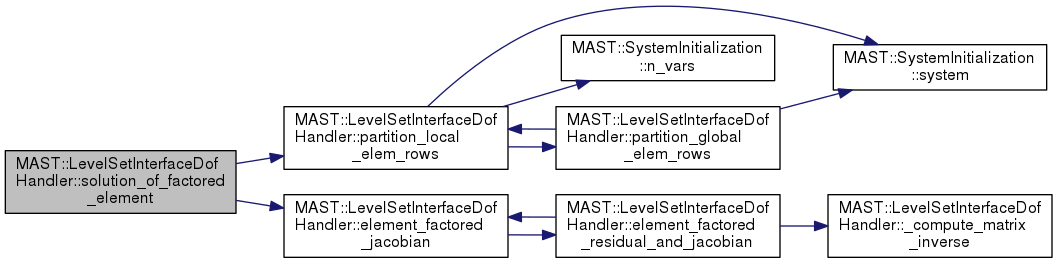 MAST::LevelSetInterfaceDof
Handler::solution_of_factored
_element
MAST::LevelSetInterfaceDof
Handler::partition_local
_elem_rows
MAST::SystemInitialization
::n_vars
MAST::LevelSetInterfaceDof
Handler::partition_global
_elem_rows
MAST::SystemInitialization
::system
MAST::LevelSetInterfaceDof
Handler::element_factored
_jacobian
MAST::LevelSetInterfaceDof
Handler::element_factored
_residual_and_jacobian
MAST::LevelSetInterfaceDof
Handler::_compute_matrix
_inverse